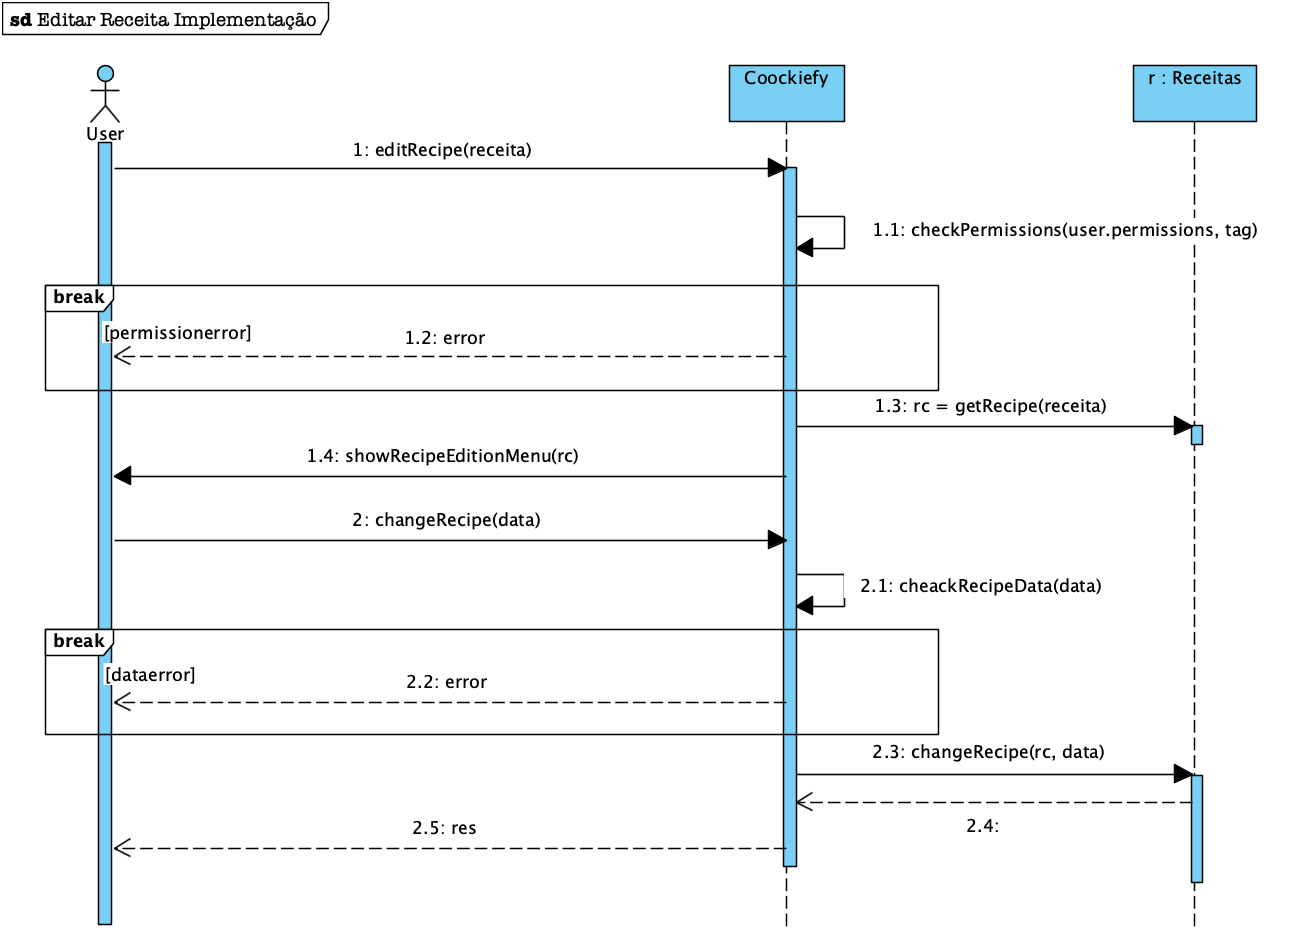 sd Editar Receita Implementação
Coockiefy
r : Receitas
User
1: editRecipe(receita)
1.1: checkPermissions(user.permissions, tag)
break
[permissionerror]
1.2: error
1.3: rc = getRecipe(receita)
1.4: showRecipeEditionMenu(rc)
2: changeRecipe(data)
2.1: cheackRecipeData(data)
break
[dataerror]
2.2: error
2.3: changeRecipe(rc, data)
2.4:
2.5: res